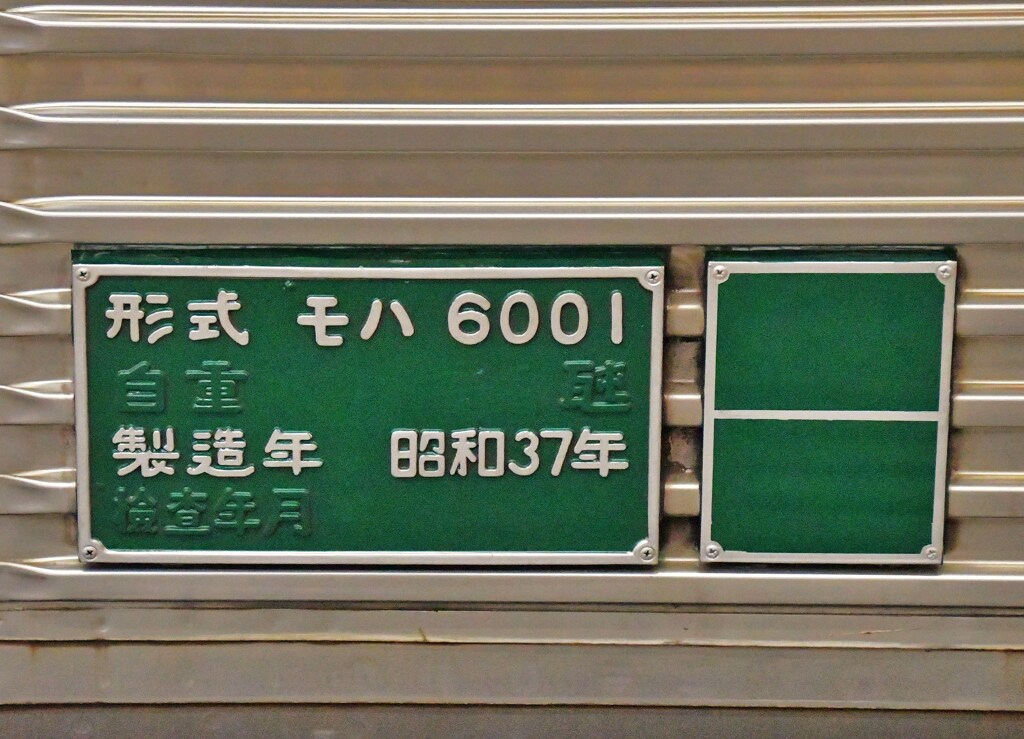 形式 モハ 6001
自重 瓲
製造年 昭和37年
検査年月